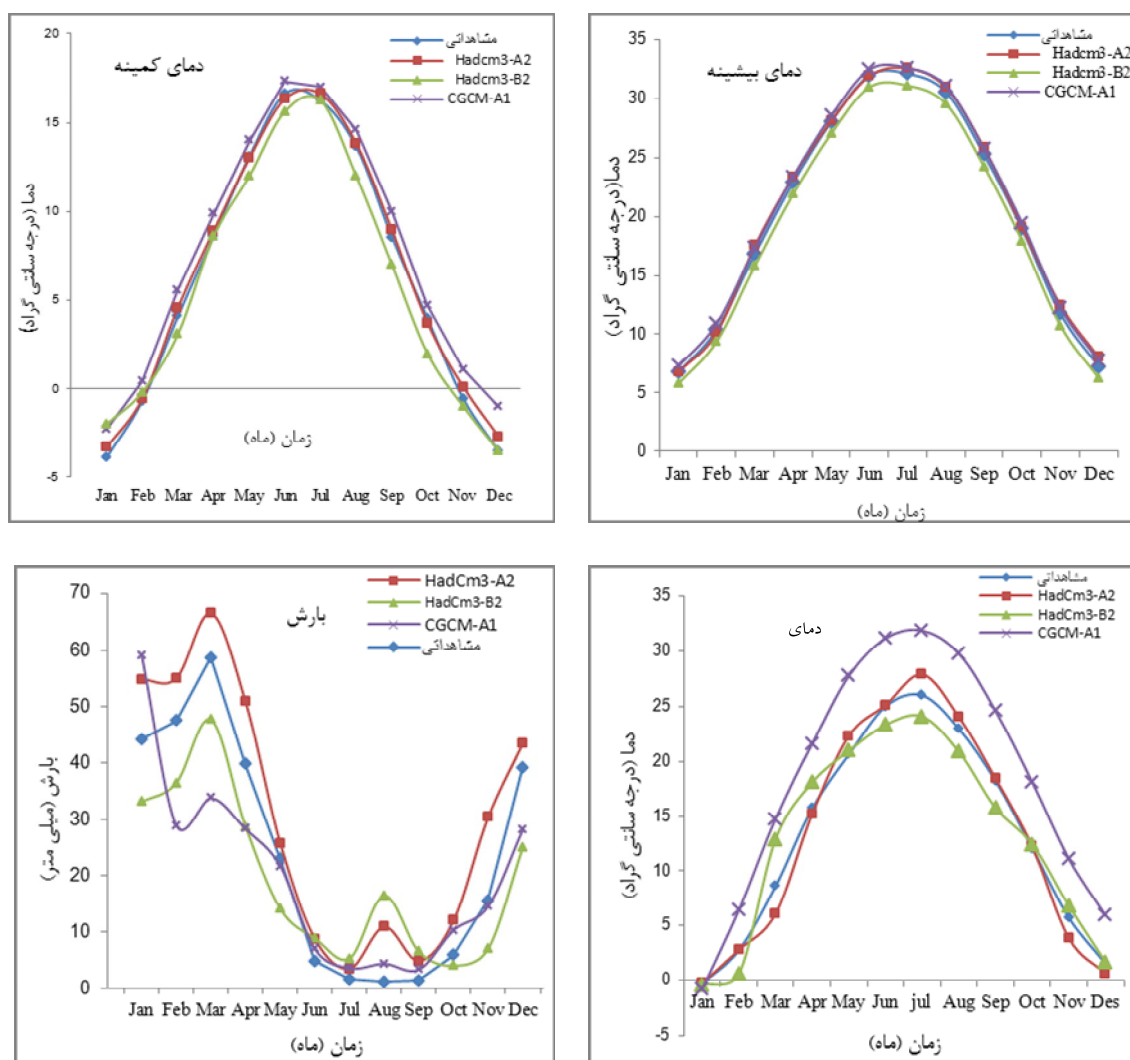 دمای کمینه
مشاهداتی
Hadcm3-A2
Hadcm3-B2
CGCM-A1
20
15
10
5
0
-5
دما (درجه سانتی گراد)
Jan Feb Mar Apr May Jun Jul Aug Sep Oct Nov Dec
زمان (ماه)
دمای بیشینه
مشاهداتی
Hadcm3-A2
Hadcm3-B2
CGCM-A1
35
30
25
20
15
10
5
0
دما(درجه سانتی گراد)
Jan Feb Mar Apr May Jun Jul Aug Sep Oct Nov Dec
زمان (ماه)
بارش
HadCm3-A2
HadCm3-B2
CGCM-A1
مشاهداتی
70
60
50
40
30
20
10
0
بارش (میلی متر)
Jan Feb Mar Apr May Jun Jul Aug Sep Oct Nov Dec
زمان (ماه)
دمای
مشاهداتی
HadCm3-A2
HadCm3-B2
CGCM-A1
35
30
25
20
15
10
5
0
-5
دما (درجه سانتی گراد)
Jan Feb Mar Apr May Jun jul Aug Sep Oct Nov Des
زمان (ماه)